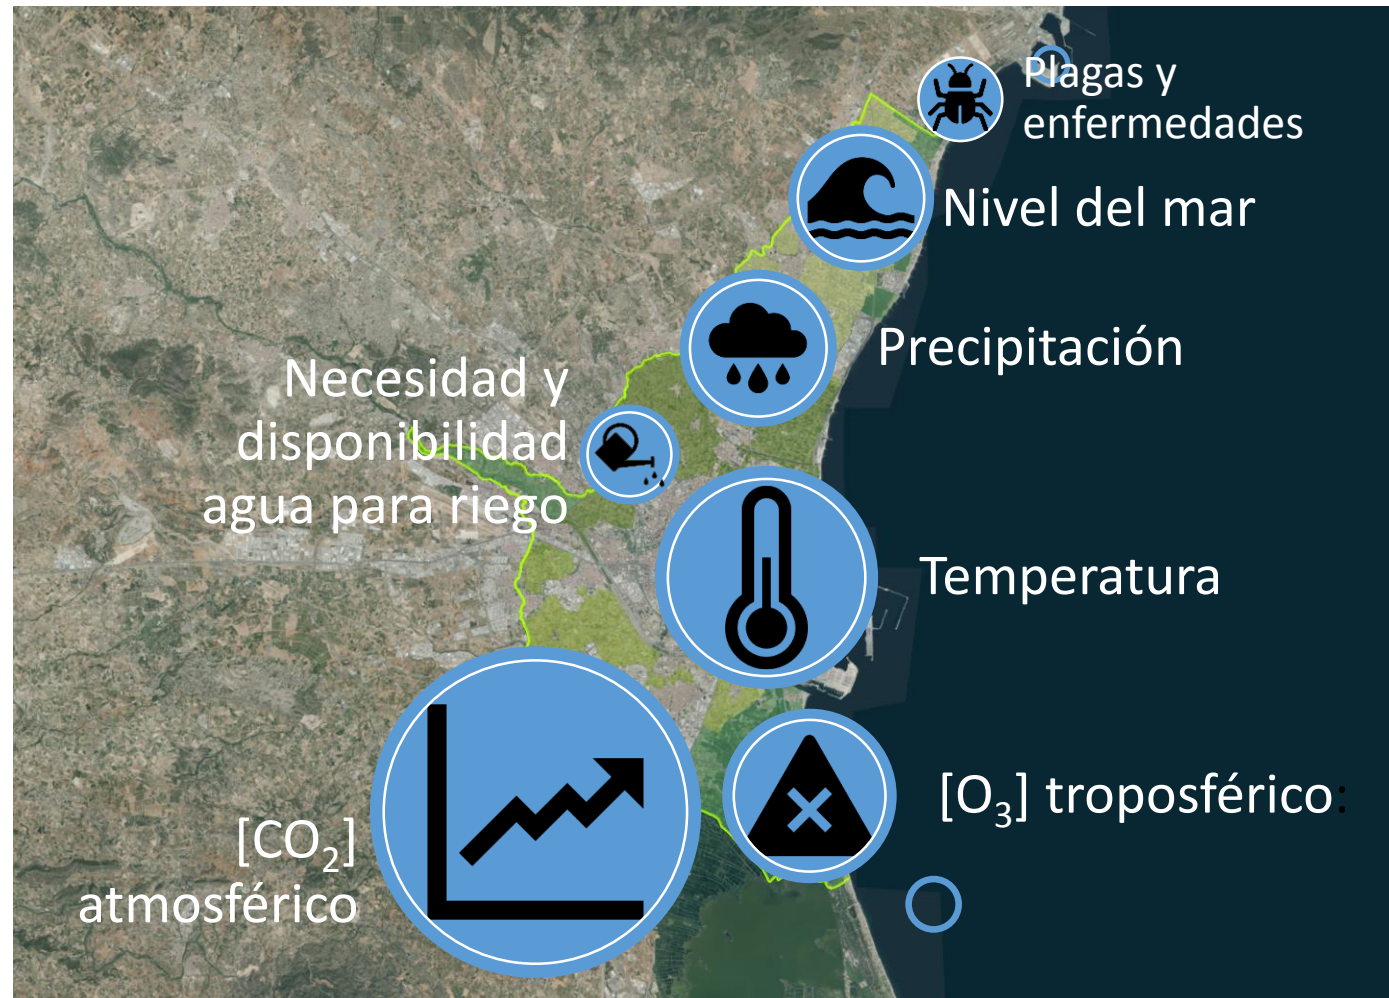 Plagas y
enfermedades
Nivel del mar
Precipitación
Necesidad y
disponibilidad
agua para riego
Temperatura
[O₃] troposférico:
[CO₂]
atmosférico